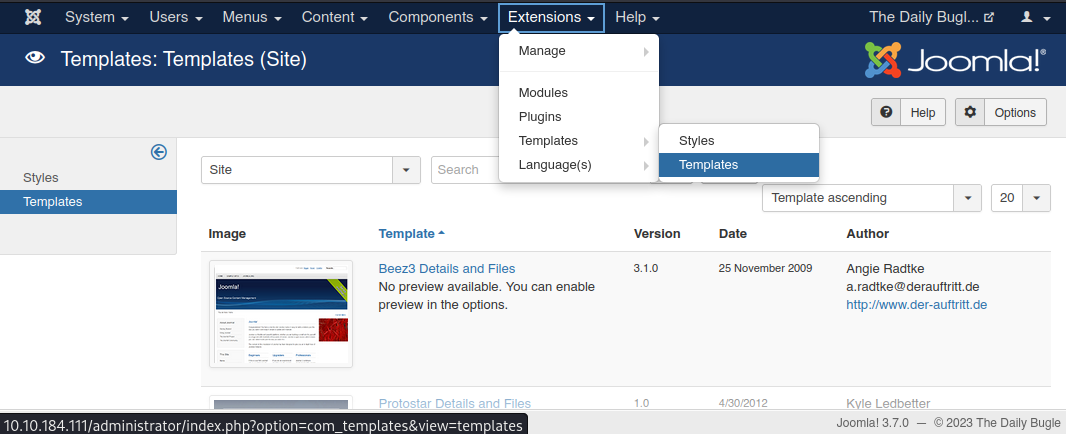 System Users Menus Content Components Extensions Help The Daily Bugl...
Templates: Templates (Site) Joomla!®
Manage
Modules
Plugins
Templates
Language(s)
Styles
Templates
Help Options
Styles
Templates
Site Search
Template ascending 20
Image Template Version Date Author
Beez3 Details and Files 3.1.0 25 November 2009 Angie Radtke
No preview available. You can enable a.radtke@derauftritt.de
preview in the options. http://www.der-auftritt.de
Joomla!
Protostar Details and Files 1.0 4/30/2012 Kyle Ledbetter
10.10.184.111/administrator/index.php?option=com_templates&view=templates
Joomla! 3.7.0 — © 2023 The Daily Bugle